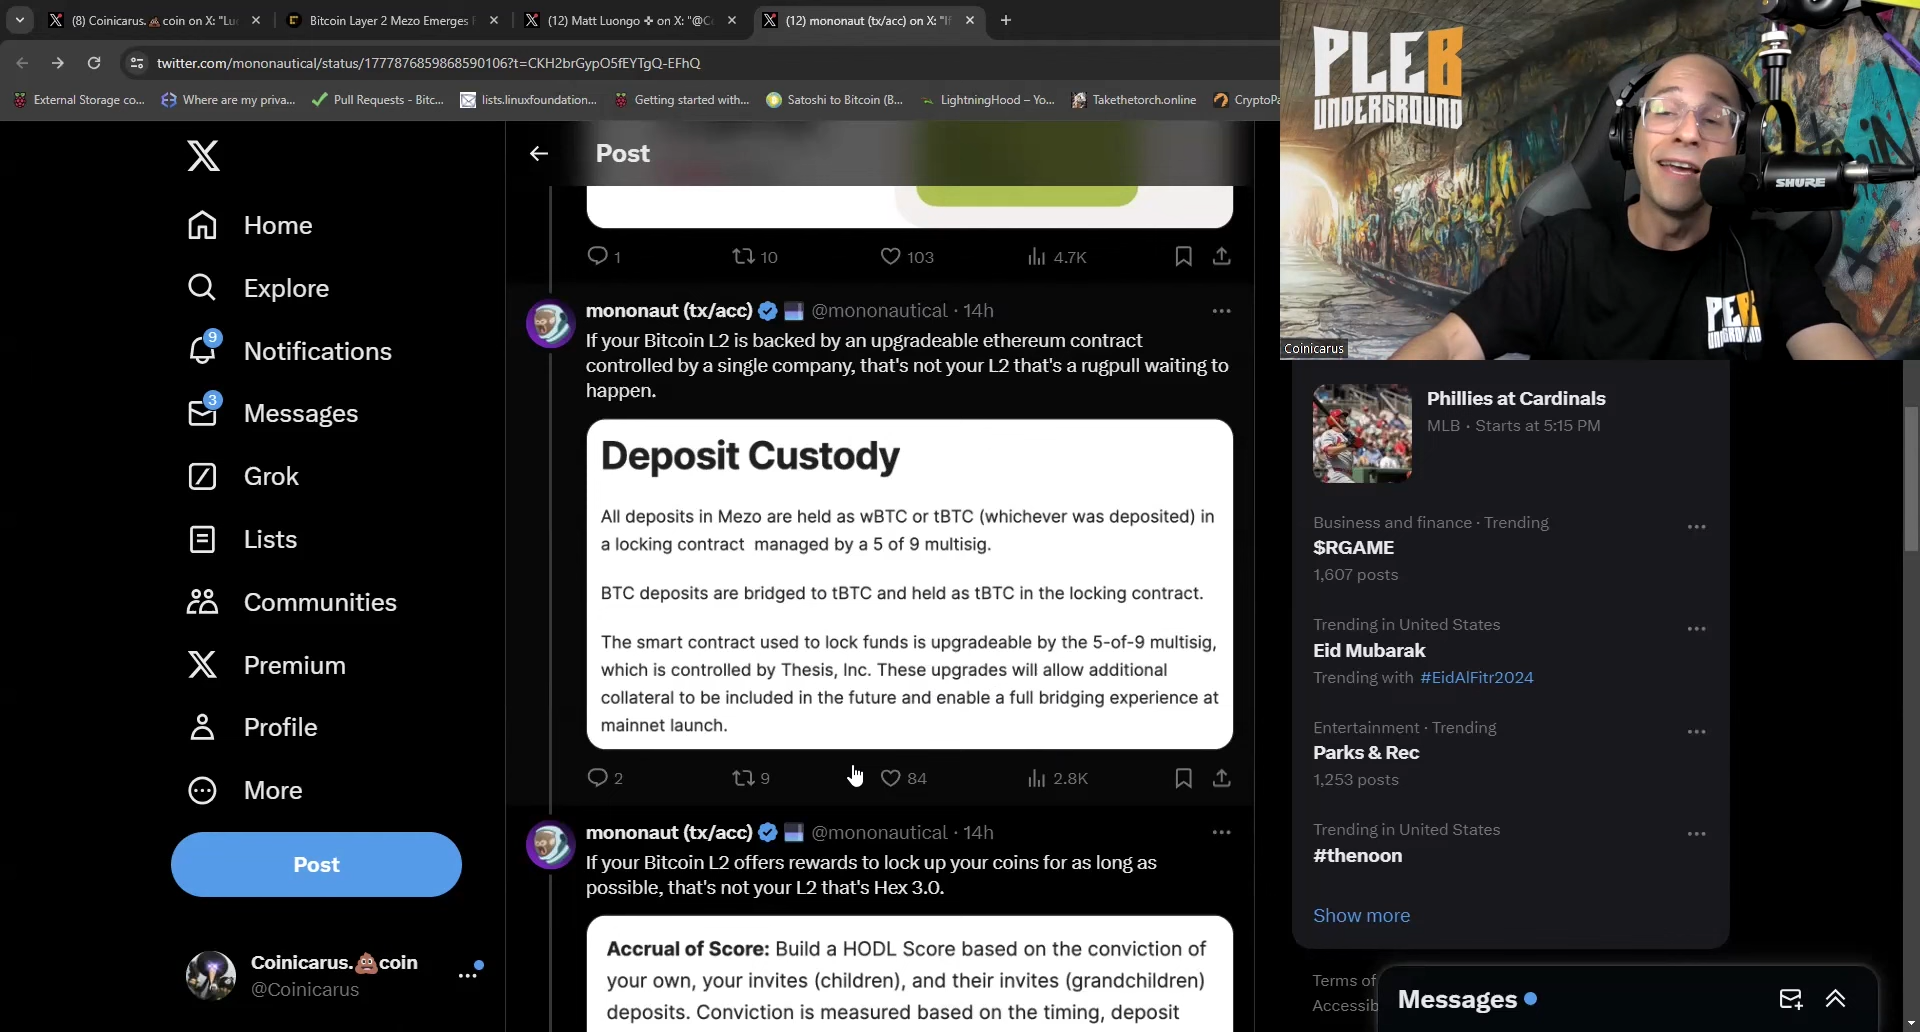 (8) Coinicarus.💩 coin on X: "Lu
Bitcoin Layer 2 Mezo Emerges
(12) Matt Luongo ✜ on X: "@C
(12) mononaut (tx/acc) on X: "If
twitter.com/mononautical/status/1777876859868590106?t=CKH2brGypO5fEYTgQ-EFhQ
External Storage co...
Where are my priva...
Pull Requests - Bitc...
lists.linuxfoundation...
Getting started with...
Satoshi to Bitcoin (B...
LightningHood – Yo...
Takethetorch.online
CryptoPa
PLEB
UNDERGROUND
SHURE
PLEB
UNDERGROUND
Coinicarus
Home
Explore
9
Notifications
3
Messages
Grok
Lists
Communities
Premium
Profile
More
Post
Coinicarus.💩coin
@Coinicarus
Post
1
10
103
4.7K
mononaut (tx/acc) @mononautical · 14h
If your Bitcoin L2 is backed by an upgradeable ethereum contract
controlled by a single company, that's not your L2 that's a rugpull waiting to
happen.
Deposit Custody
All deposits in Mezo are held as wBTC or tBTC (whichever was deposited) in
a locking contract managed by a 5 of 9 multisig.
BTC deposits are bridged to tBTC and held as tBTC in the locking contract.
The smart contract used to lock funds is upgradeable by the 5-of-9 multisig,
which is controlled by Thesis, Inc. These upgrades will allow additional
collateral to be included in the future and enable a full bridging experience at
mainnet launch.
2
9
84
2.8K
mononaut (tx/acc) @mononautical · 14h
If your Bitcoin L2 offers rewards to lock up your coins for as long as
possible, that's not your L2 that's Hex 3.0.
Accrual of Score: Build a HODL Score based on the conviction of
your own, your invites (children), and their invites (grandchildren)
deposits. Conviction is measured based on the timing, deposit
Phillies at Cardinals
MLB · Starts at 5:15 PM
Business and finance · Trending
$RGAME
1,607 posts
Trending in United States
Eid Mubarak
Trending with #EidAlFitr2024
Entertainment · Trending
Parks & Rec
1,253 posts
Trending in United States
#thenoon
Show more
Terms of
Accessib
Messages